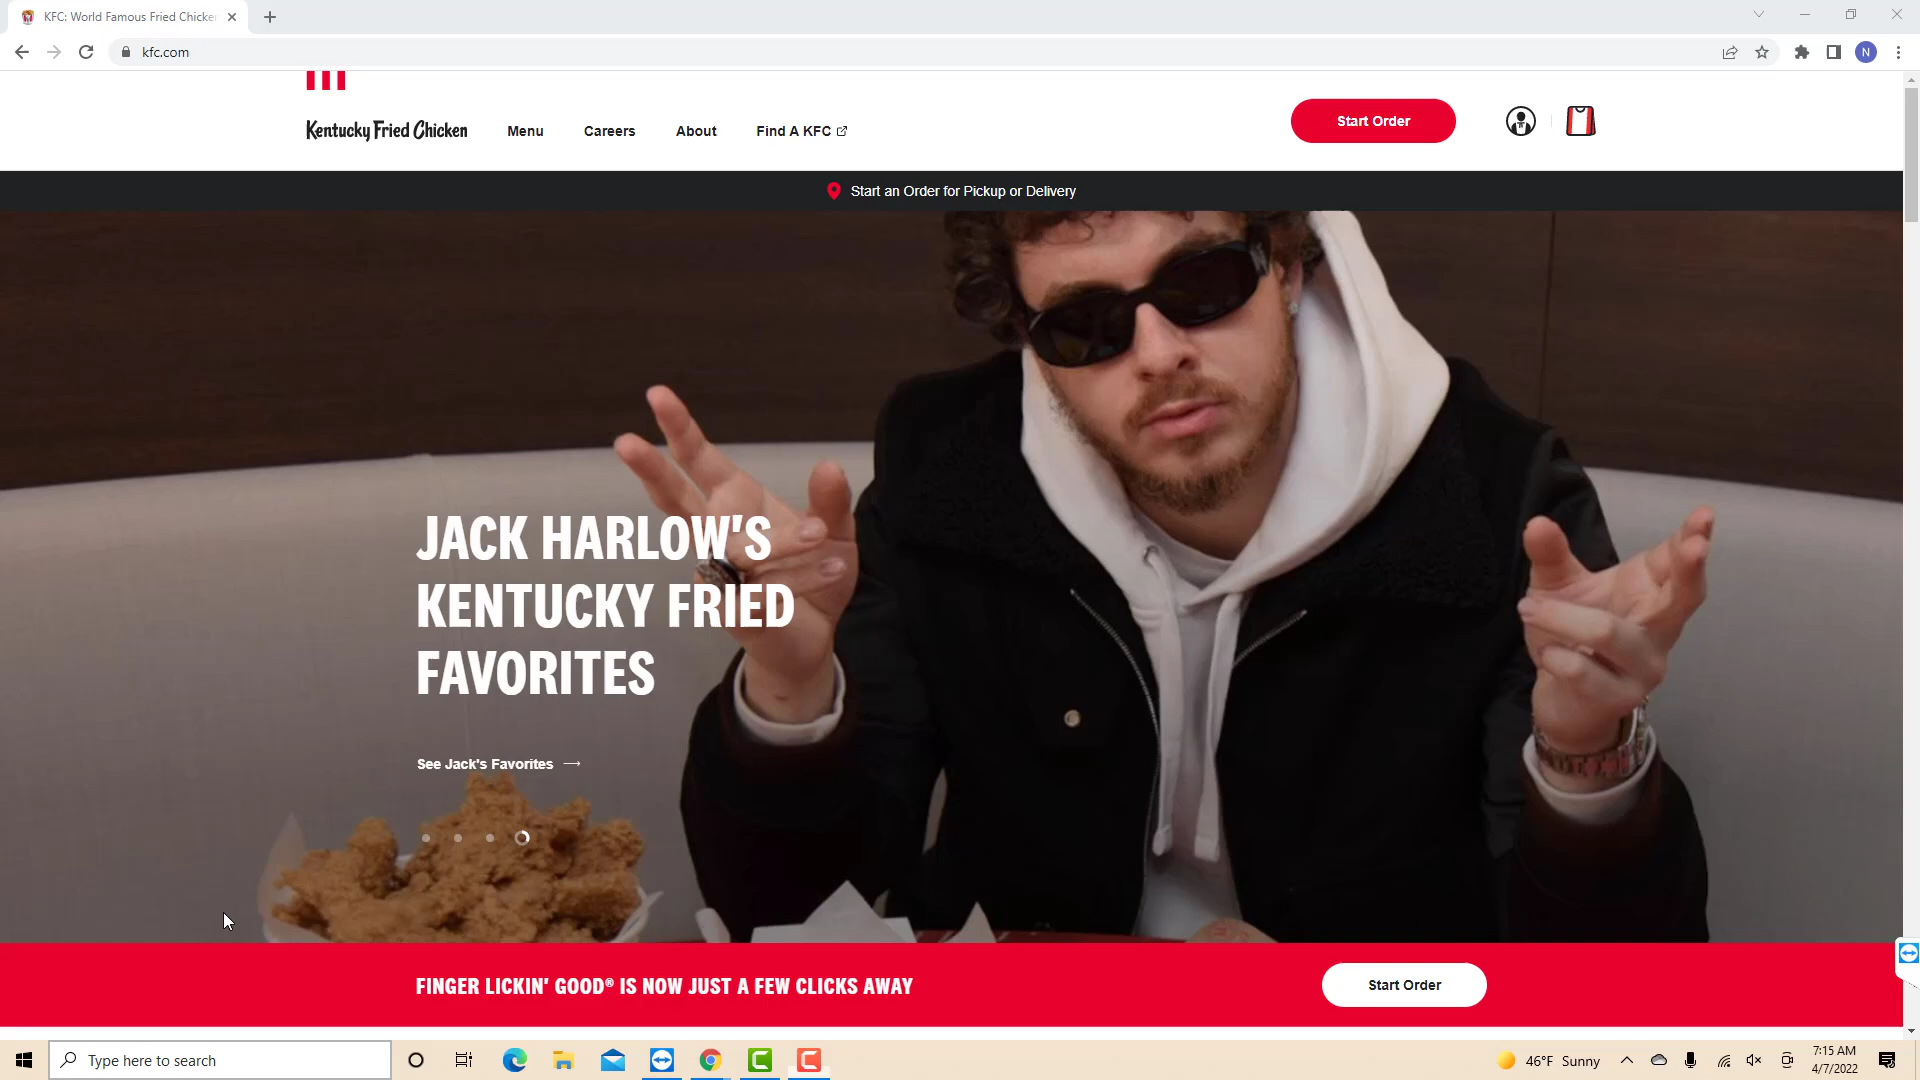 KFC: World Famous Fried Chicke
kfc.com
N
Kentucky Fried Chicken
Menu
Careers
About
Find A KFC
Start Order
Start an Order for Pickup or Delivery
JACK HARLOW'S
KENTUCKY FRIED
FAVORITES
See Jack's Favorites
FINGER LICKIN' GOOD® IS NOW JUST A FEW CLICKS AWAY
Start Order
Type here to search
46°F Sunny
7:15 AM
4/7/2022